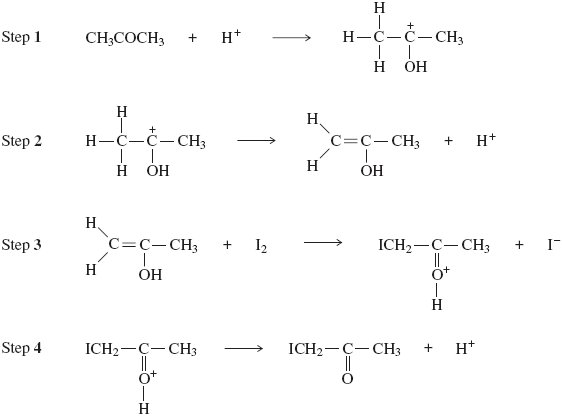 H
Step 1 CH₃COCH₃ + H⁺ ⟶ H—C—C⁺—CH₃
H OH
H
Step 2 H—C—C⁺—CH₃ ⟶ C=C—CH₃ + H⁺
H OH
H
H OH
H
Step 3 C=C—CH₃ + I₂ ⟶ ICH₂—C—CH₃ + I⁻
H OH
O⁺
H
Step 4 ICH₂—C—CH₃ ⟶ ICH₂—C—CH₃ + H⁺
O⁺ O
H